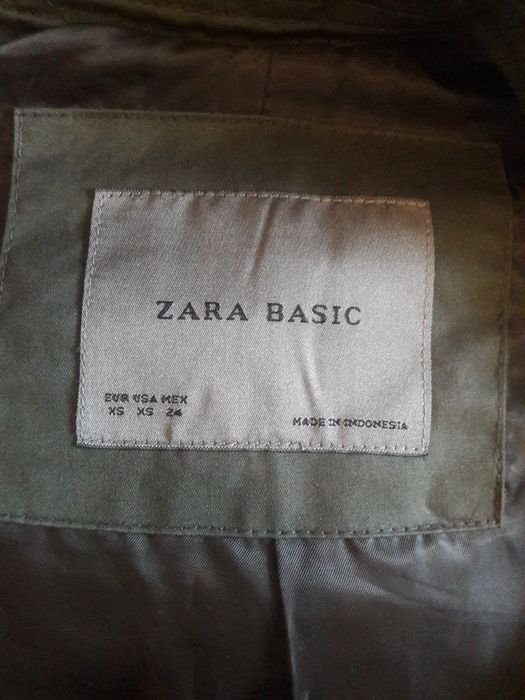 ZARA BASIC
EUR USA MEX
XS XS 24
MADE IN INDONESIA